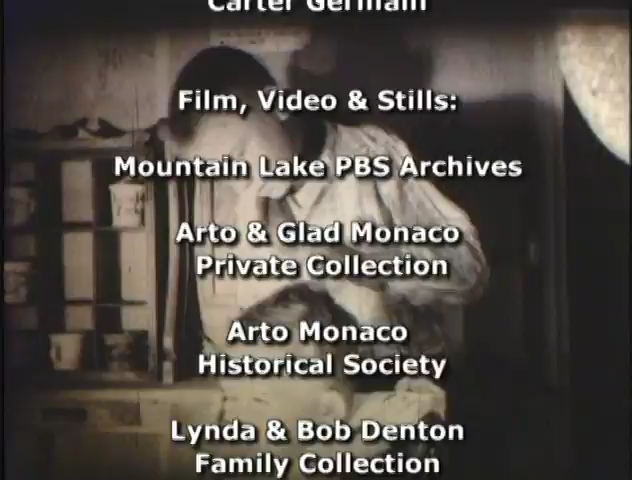 Carter Germain
Film, Video & Stills:
Mountain Lake PBS Archives
Arto & Glad Monaco
Private Collection
Arto Monaco
Historical Society
Lynda & Bob Denton
Family Collection